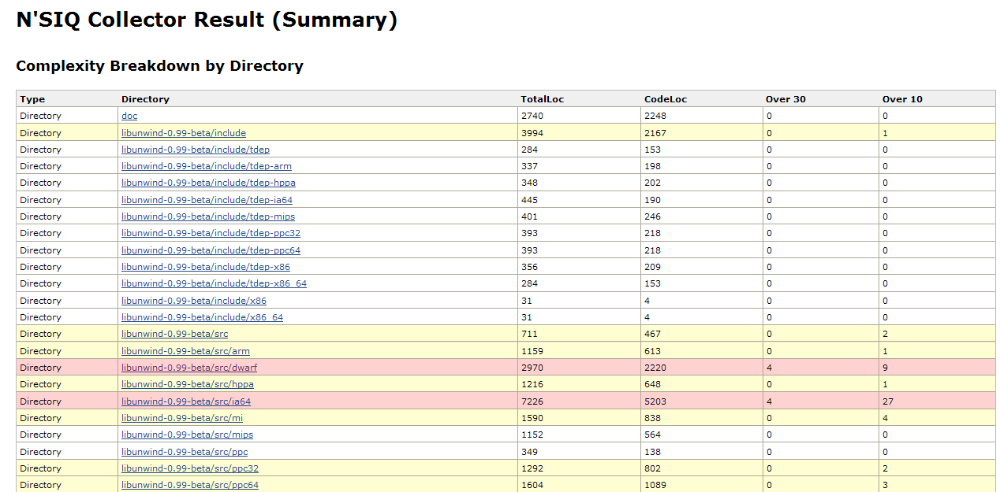 N'SIQ Collector Result (Summary)
Complexity Breakdown by Directory
Type Directory TotalLoc CodeLoc Over 30 Over 10
Directory doc 2740 2248 0 0
Directory libunwind-0.99-beta/include 3994 2167 0 1
Directory libunwind-0.99-beta/include/tdep 284 153 0 0
Directory libunwind-0.99-beta/include/tdep-arm 337 198 0 0
Directory libunwind-0.99-beta/include/tdep-hppa 348 202 0 0
Directory libunwind-0.99-beta/include/tdep-ia64 445 190 0 0
Directory libunwind-0.99-beta/include/tdep-mips 401 246 0 0
Directory libunwind-0.99-beta/include/tdep-ppc32 393 218 0 0
Directory libunwind-0.99-beta/include/tdep-ppc64 393 218 0 0
Directory libunwind-0.99-beta/include/tdep-x86 356 209 0 0
Directory libunwind-0.99-beta/include/tdep-x86_64 284 153 0 0
Directory libunwind-0.99-beta/include/x86 31 4 0 0
Directory libunwind-0.99-beta/include/x86_64 31 4 0 0
Directory libunwind-0.99-beta/src 711 467 0 2
Directory libunwind-0.99-beta/src/arm 1159 613 0 1
Directory libunwind-0.99-beta/src/dwarf 2970 2220 4 9
Directory libunwind-0.99-beta/src/hppa 1216 648 0 1
Directory libunwind-0.99-beta/src/ia64 7226 5203 4 27
Directory libunwind-0.99-beta/src/mi 1590 838 0 4
Directory libunwind-0.99-beta/src/mips 1152 564 0 0
Directory libunwind-0.99-beta/src/ppc 349 138 0 0
Directory libunwind-0.99-beta/src/ppc32 1292 802 0 2
Directory libunwind-0.99-beta/src/ppc64 1604 1089 0 3